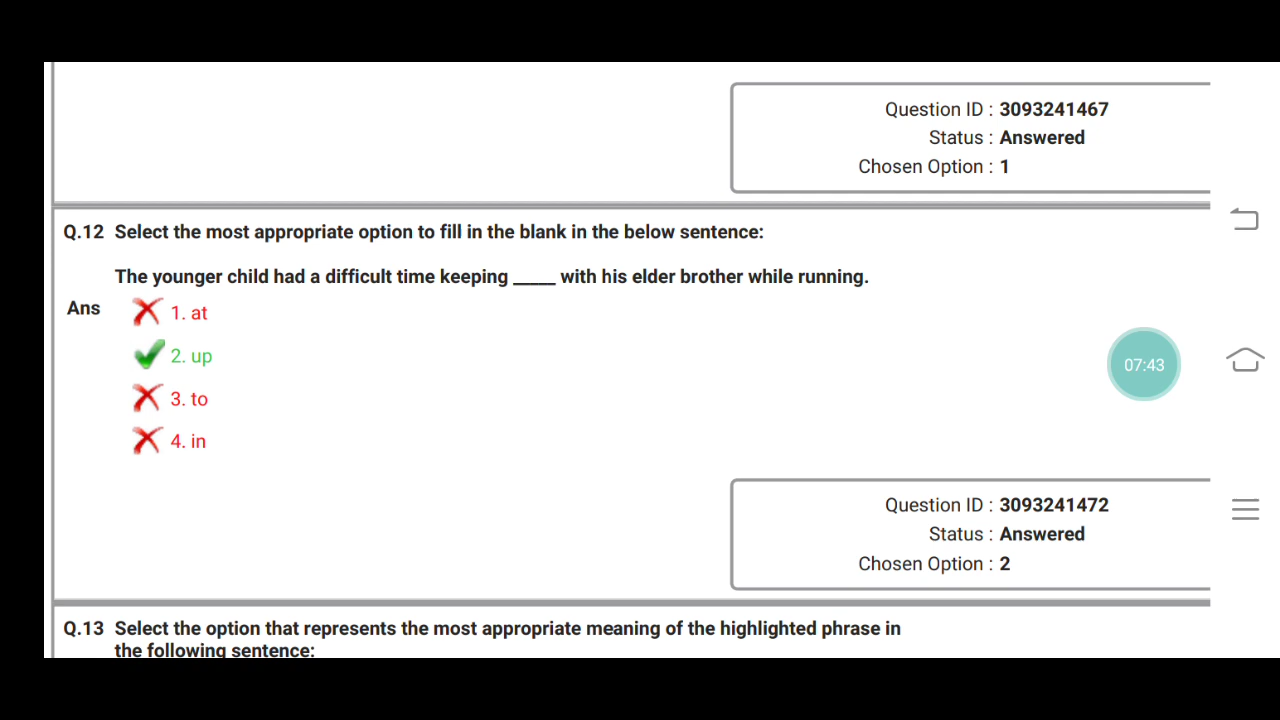 Question ID : 3093241467
Status : Answered
Chosen Option : 1
Q.12 Select the most appropriate option to fill in the blank in the below sentence:
The younger child had a difficult time keeping _____ with his elder brother while running.
Ans
1. at
2. up
3. to
4. in
07:43
Question ID : 3093241472
Status : Answered
Chosen Option : 2
Q.13 Select the option that represents the most appropriate meaning of the highlighted phrase in
the following sentence: